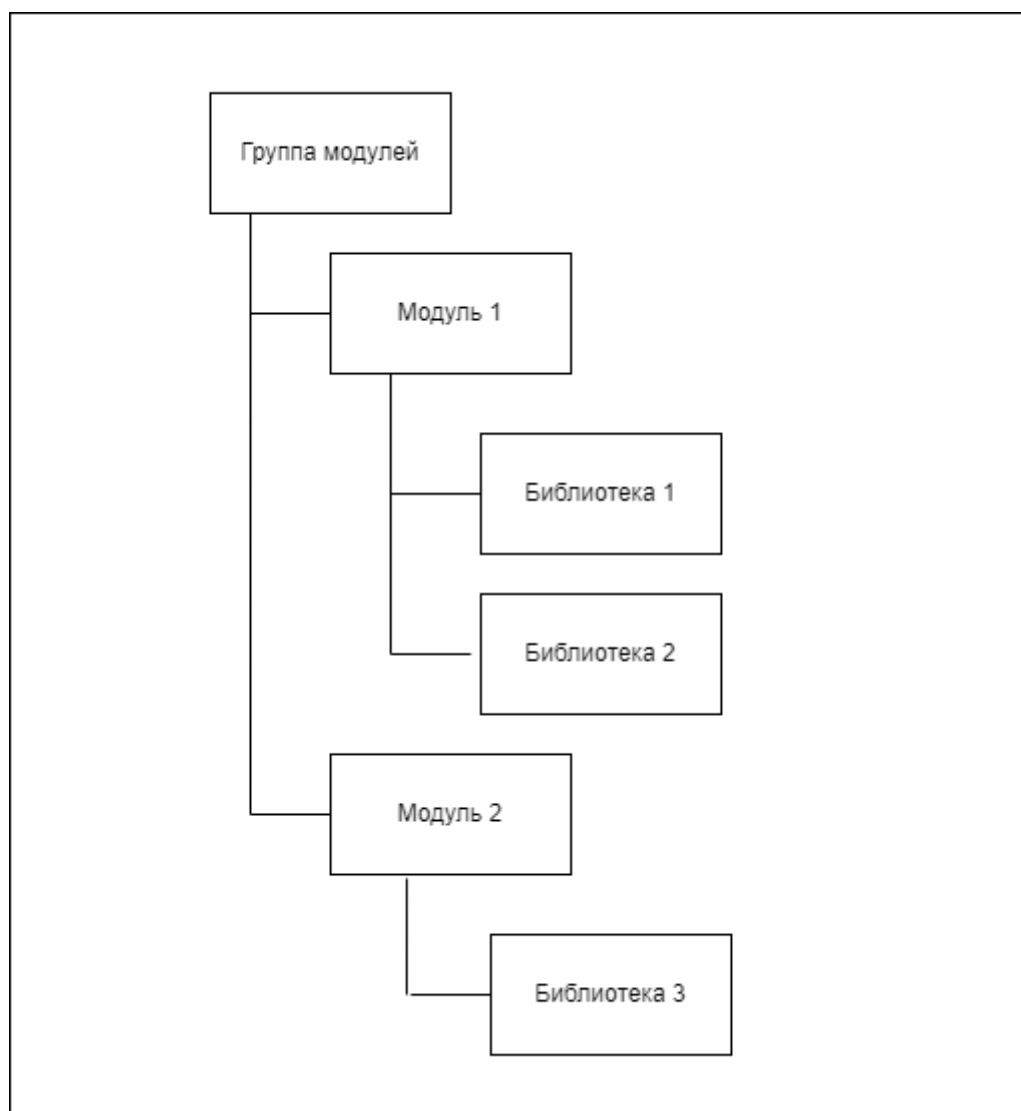 Группа модулей
Модуль 1
Библиотека 1
Библиотека 2
Модуль 2
Библиотека 3